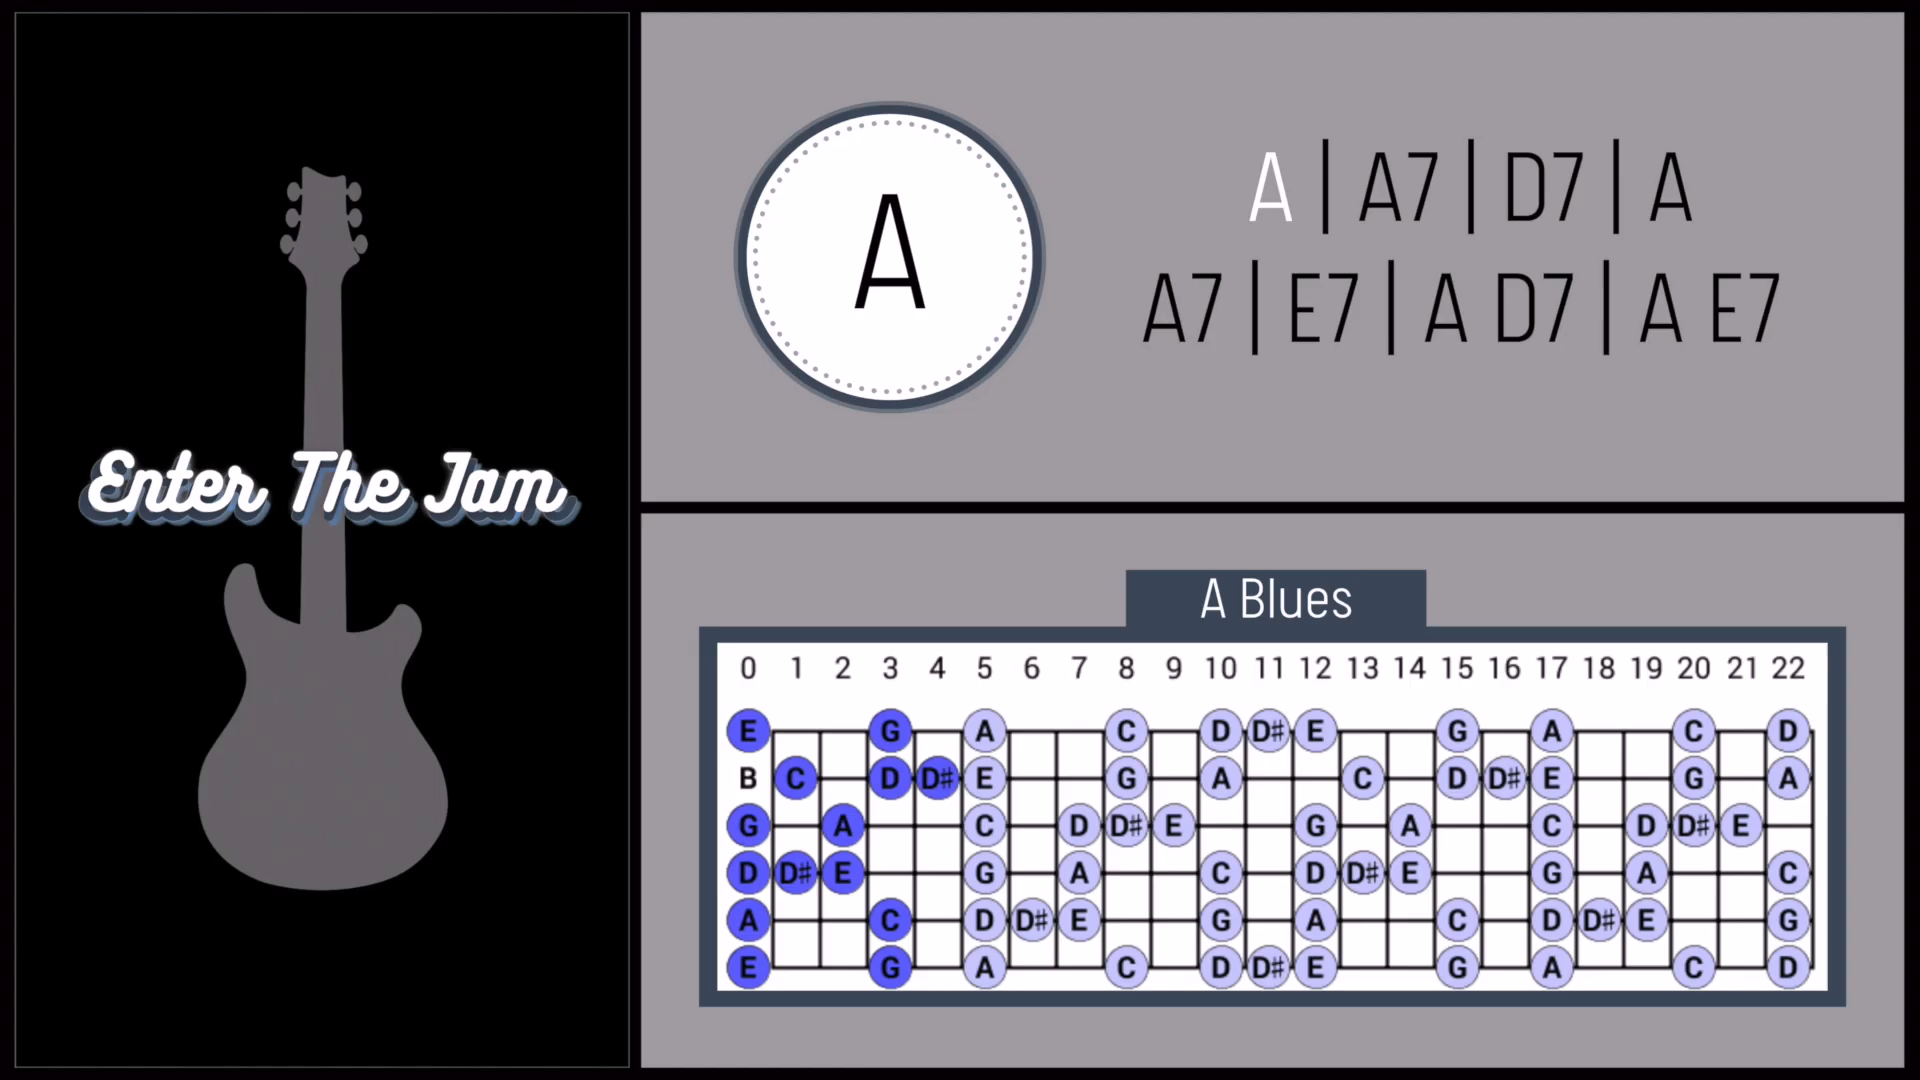 Enter The Jam
A
A | A7 | D7 | A
A7 | E7 | A D7 | A E7
A Blues
0 1 2 3 4 5 6 7 8 9 10 11 12 13 14 15 16 17 18 19 20 21 22
E G A C D D# E G A C D
B C D D# E G A C D D# E G A
G A C D D# E G A C D D# E
D D# E G A C D D# E G A C
A C D D# E G A C D D# E G
E G A C D D# E G A C D